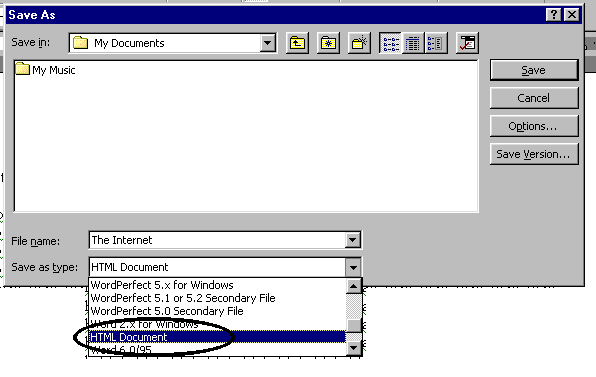 Save As
Save in: My Documents
My Music
Save
Cancel
Options...
Save Version...
File name: The Internet
Save as type: HTML Document
WordPerfect 5.x for Windows
WordPerfect 5.1 or 5.2 Secondary File
WordPerfect 5.0 Secondary File
Word 2.x for Windows
HTML Document
Word 6.0/95